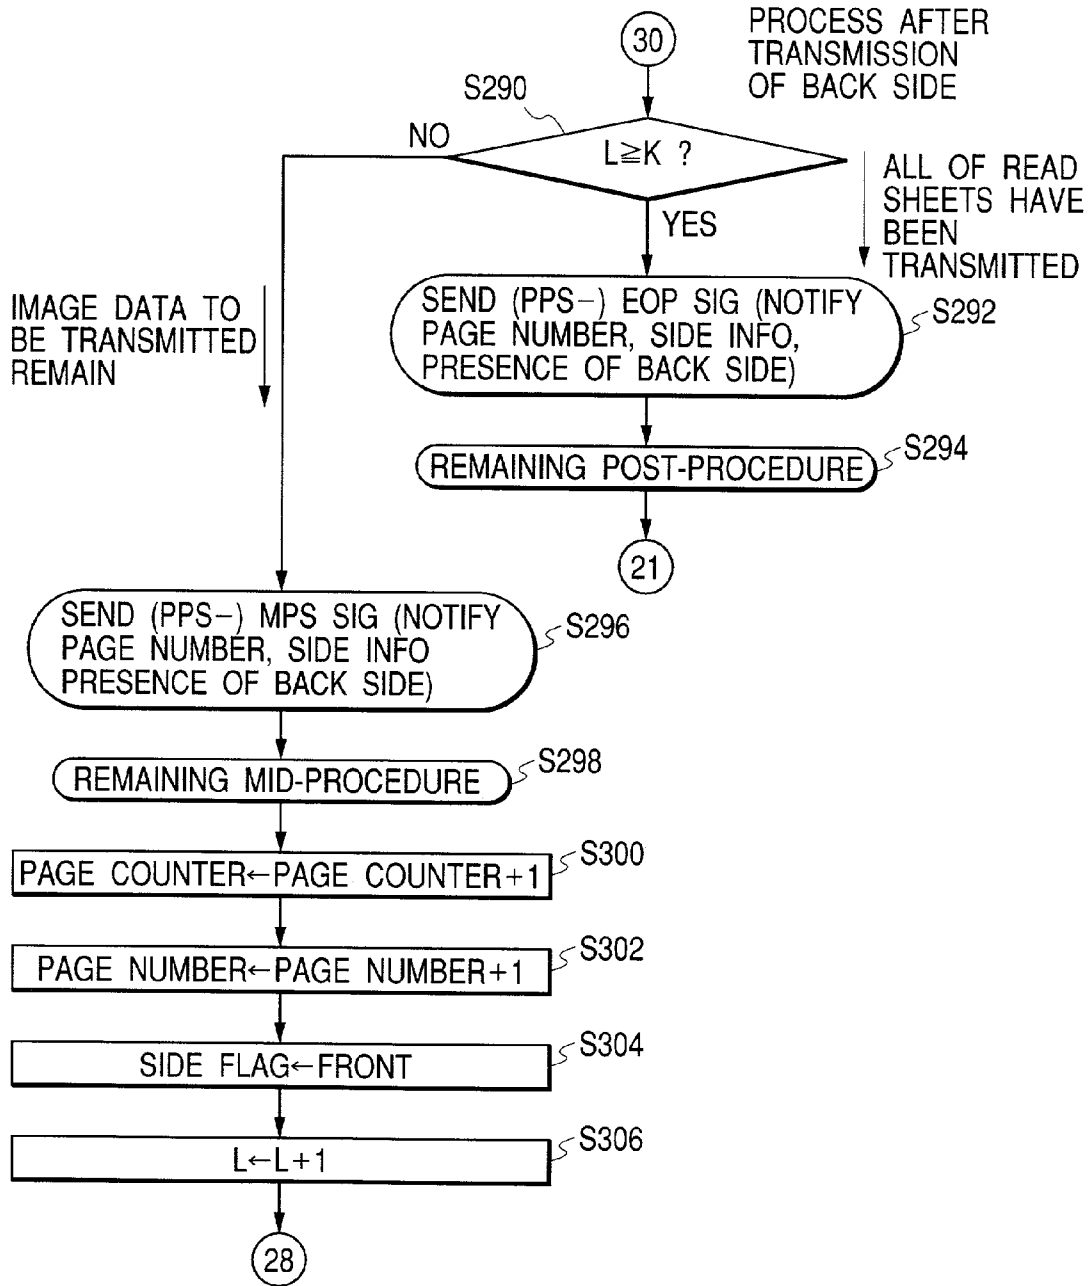 30
PROCESS AFTER
TRANSMISSION
OF BACK SIDE
S290
NO
L≧K ?
YES
ALL OF READ
SHEETS HAVE
BEEN
TRANSMITTED
IMAGE DATA TO
BE TRANSMITTED
REMAIN
SEND (PPS−) EOP SIG (NOTIFY
PAGE NUMBER, SIDE INFO,
PRESENCE OF BACK SIDE)
S292
REMAINING POST-PROCEDURE
S294
21
SEND (PPS−) MPS SIG (NOTIFY
PAGE NUMBER, SIDE INFO
PRESENCE OF BACK SIDE)
S296
REMAINING MID-PROCEDURE
S298
PAGE COUNTER←PAGE COUNTER+1
S300
PAGE NUMBER←PAGE NUMBER+1
S302
SIDE FLAG←FRONT
S304
L←L+1
S306
28